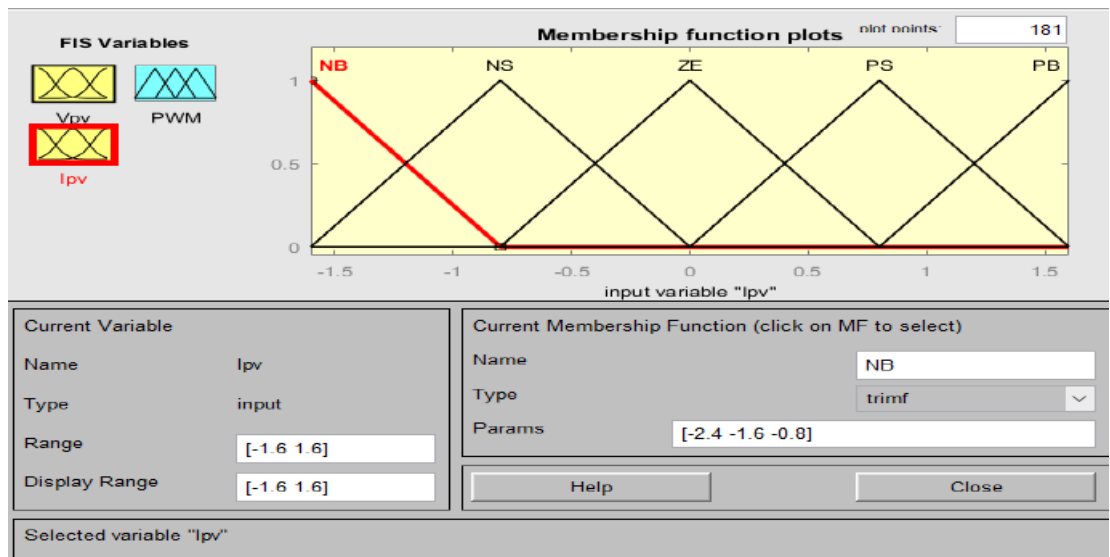 FIS Variables
Vpv
PWM
Ipv
Membership function plots
plot points:
181
NB
NS
ZE
PS
PB
1
0.5
0
-1.5
-1
-0.5
0
0.5
1
1.5
input variable "Ipv"
Current Variable
Name
Ipv
Type
input
Range
[-1.6 1.6]
Display Range
[-1.6 1.6]
Current Membership Function (click on MF to select)
Name
NB
Type
trimf
Params
[-2.4 -1.6 -0.8]
Help
Close
Selected variable "Ipv"